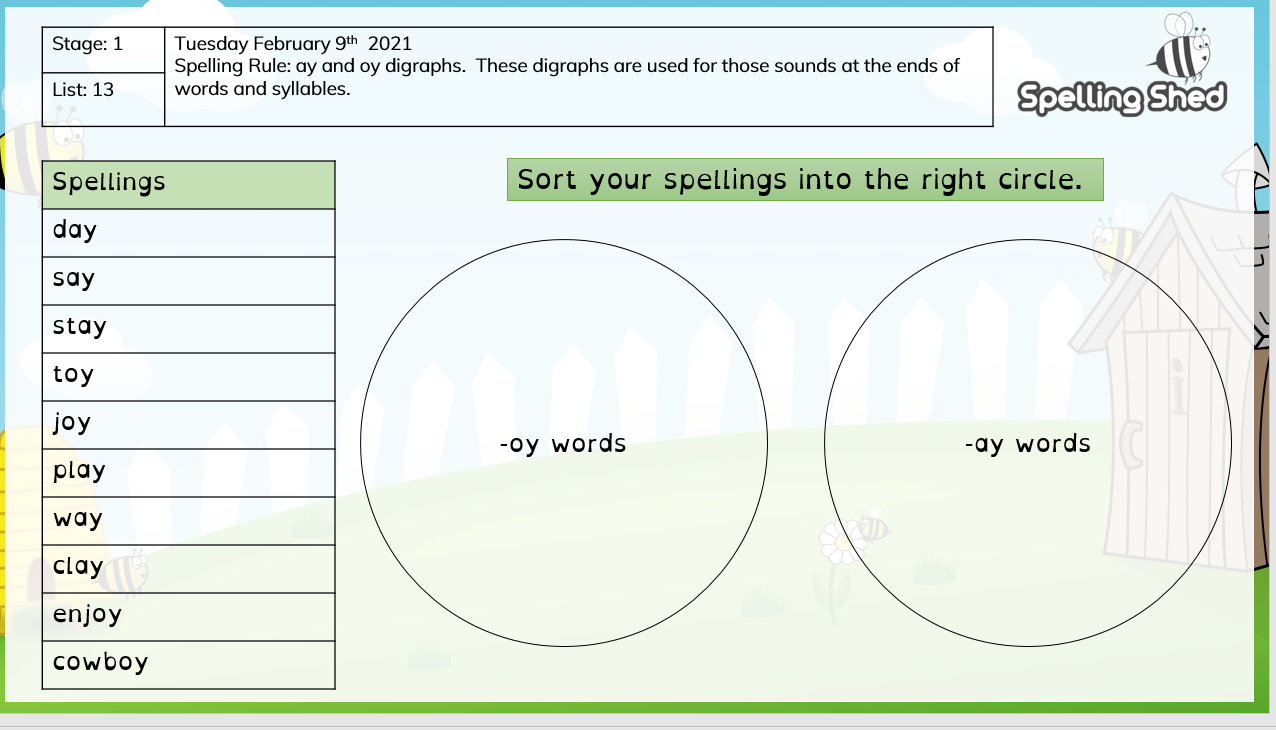 Stage: 1
List: 13
Tuesday February 9th  2021
Spelling Rule: ay and oy digraphs.  These digraphs are used for those sounds at the ends of
words and syllables.
Spelling Shed
Spellings
day
say
stay
toy
joy
play
way
clay
enjoy
cowboy
Sort your spellings into the right circle.
-oy words
-ay words